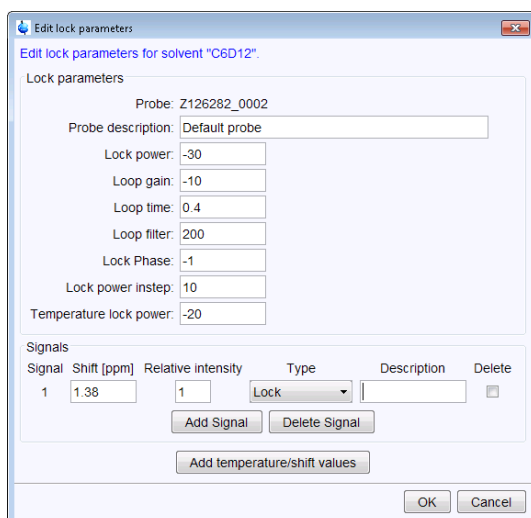 Edit lock parameters
Edit lock parameters for solvent "C6D12".
Lock parameters
Probe: Z126282_0002
Probe description: Default probe
Lock power: -30
Loop gain: -10
Loop time: 0.4
Loop filter: 200
Lock Phase: -1
Lock power instep: 10
Temperature lock power: -20
Signals
Signal Shift [ppm] Relative intensity Type Description Delete
1 1.38 1 Lock
Add Signal Delete Signal
Add temperature/shift values
OK Cancel